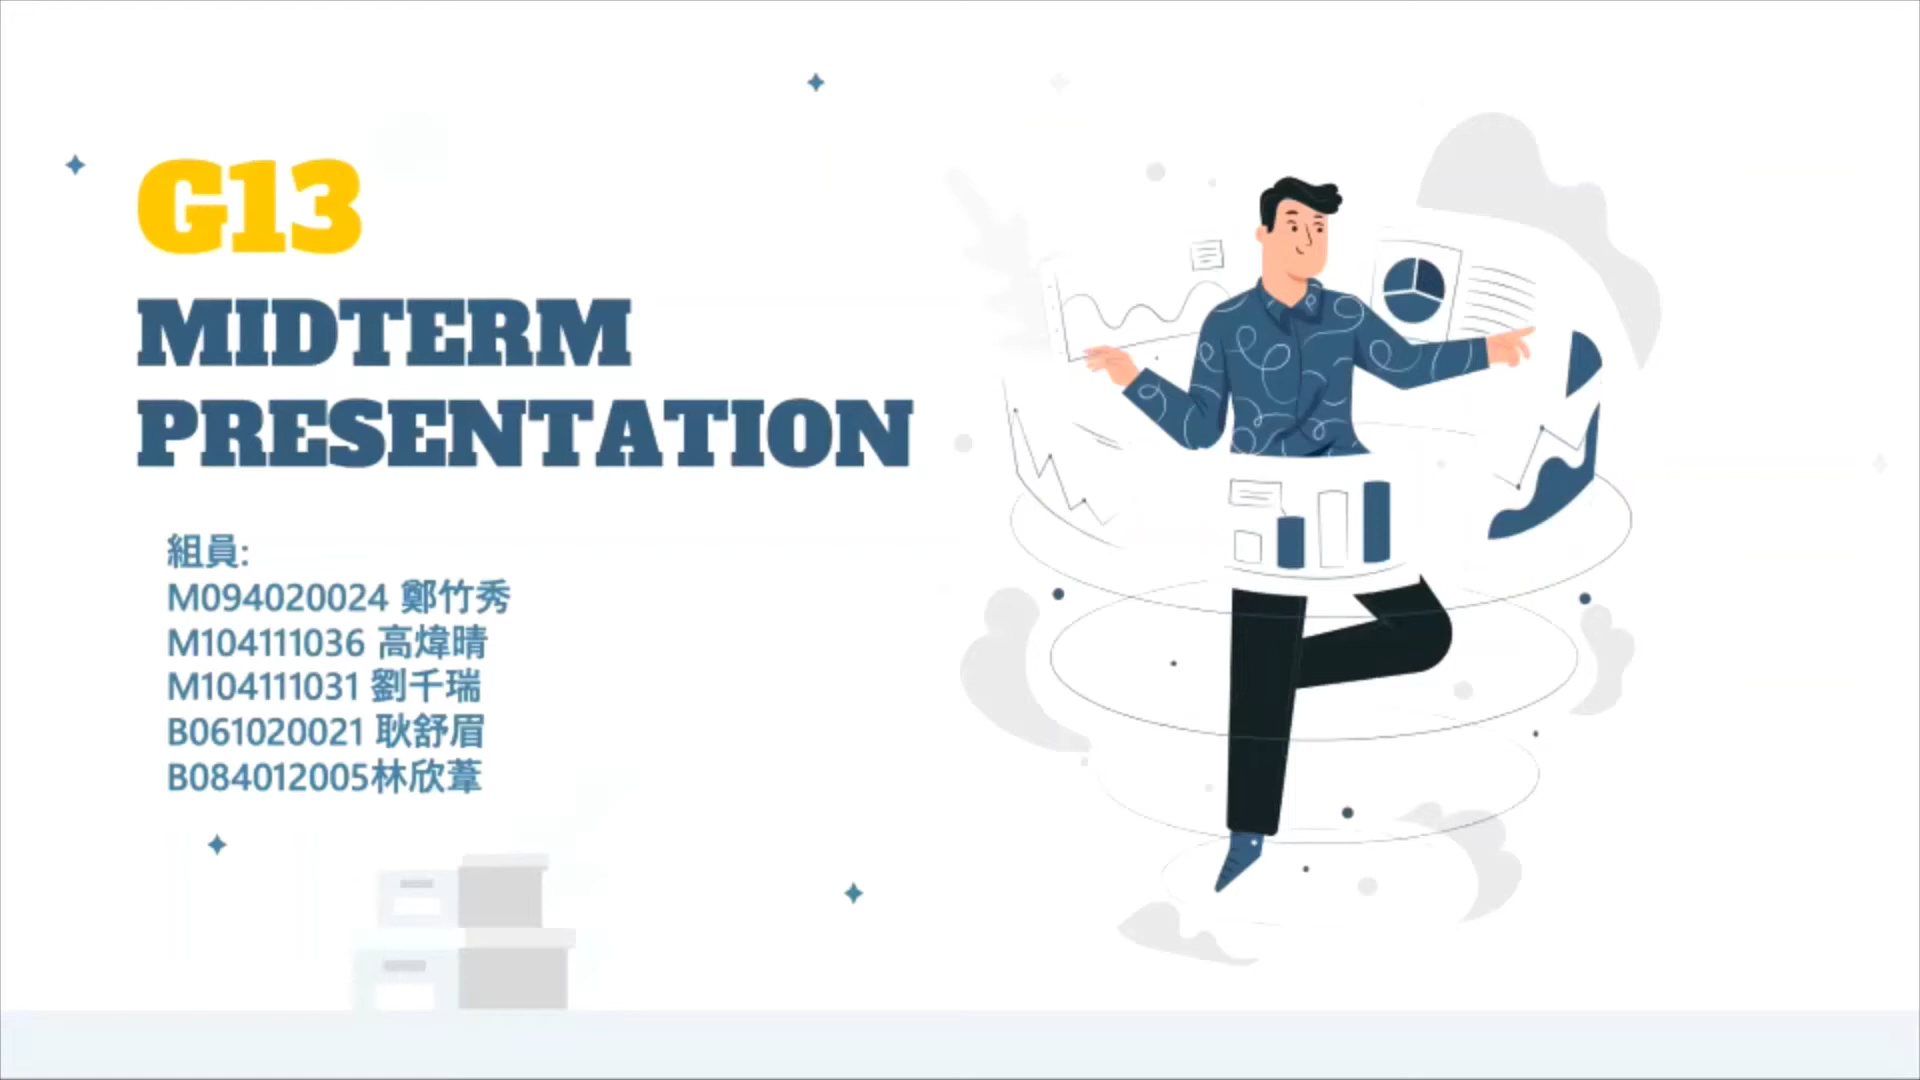 G13
MIDTERM
PRESENTATION
組員:
M094020024 鄭竹秀
M104111036 高煒晴
M104111031 劉千瑞
B061020021 耿舒眉
B084012005林欣葦